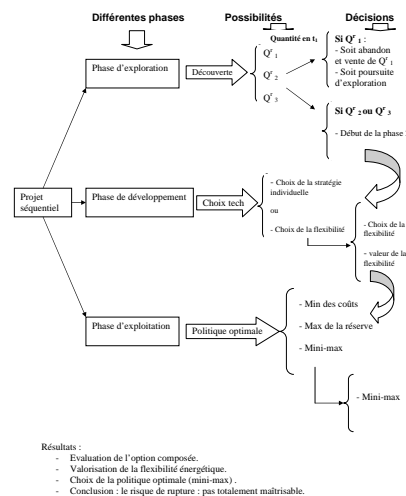 Différentes phases
Possibilités
Décisions
Quantité en t₁
Phase d'exploration
Découverte
Qʳ ₁
Qʳ ₂
Qʳ ₃
Si Qʳ ₁ :
- Soit abandon
et vente de Qʳ ₁
- Soit poursuite
d'exploration
Si Qʳ ₂ ou Qʳ ₃
- Début de la phase
Projet
séquentiel
Phase de développement
Choix tech
- Choix de la stratégie
individuelle
ou
- Choix de la flexibilité
- Choix de la
flexibilité
- valeur de la
flexibilité
Phase d'exploitation
Politique optimale
- Min des coûts
- Max de la réserve
- Mini-max
- Mini-max
Résultats :
- Evaluation de l'option composée.
- Valorisation de la flexibilité énergétique.
- Choix de la politique optimale (mini-max) .
- Conclusion : le risque de rupture : pas totalement maîtrisable.